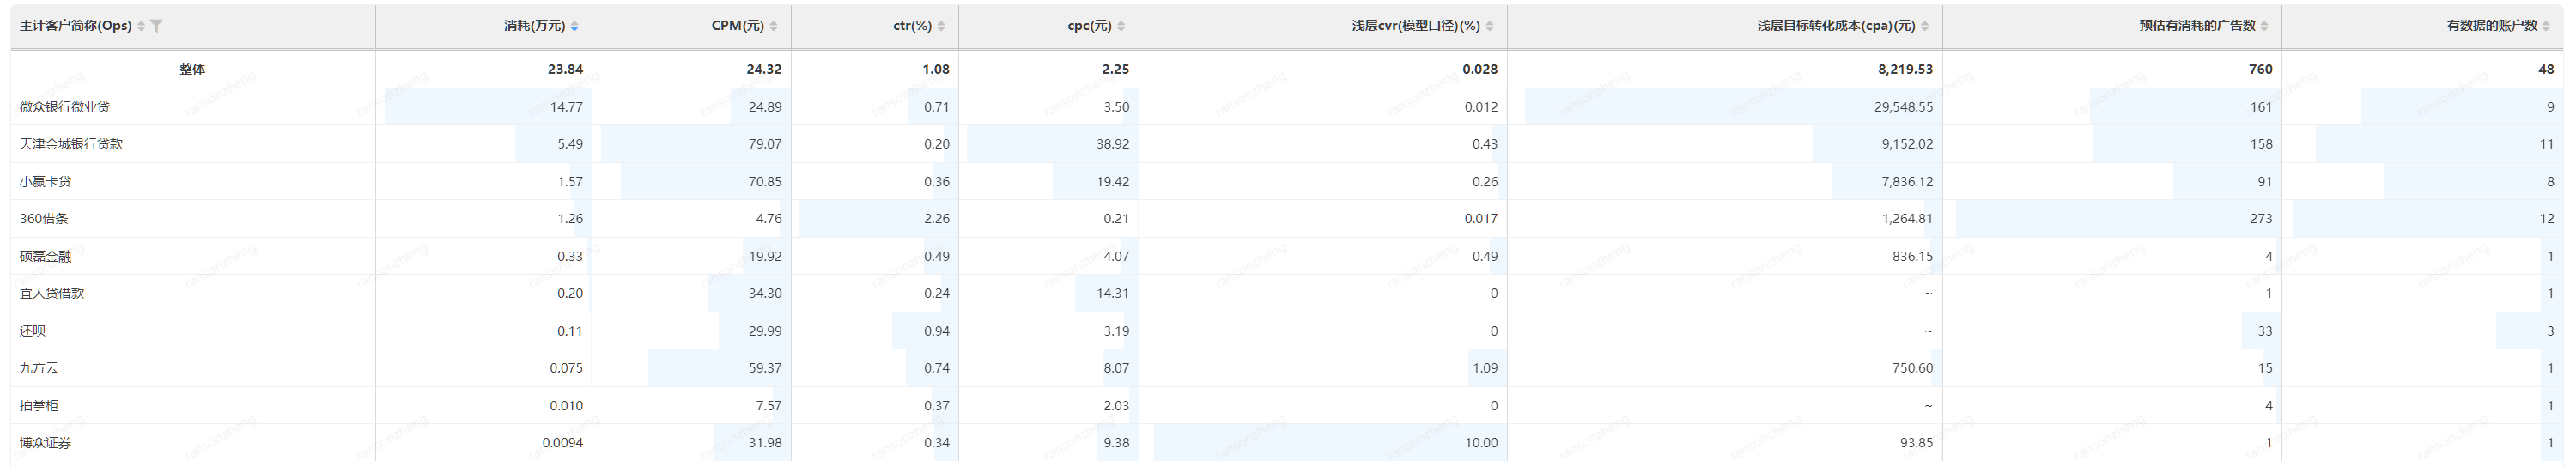 主计客户简称(Ops) 消耗(万元) CPM(元) ctr(%) cpc(元) 浅层cvr(模型口径)(%) 浅层目标转化成本(cpa)(元) 预估有消耗的广告数 有数据的账户数
整体 23.84 24.32 1.08 2.25 0.028 8,219.53 760 48
微众银行微业贷 14.77 24.89 0.71 3.50 0.012 29,548.55 161 9
天津金城银行贷款 5.49 79.07 0.20 38.92 0.43 9,152.02 158 11
小赢卡贷 1.57 70.85 0.36 19.42 0.26 7,836.12 91 8
360借条 1.26 4.76 2.26 0.21 0.017 1,264.81 273 12
硕磊金融 0.33 19.92 0.49 4.07 0.49 836.15 4 1
宜人贷借款 0.20 34.30 0.24 14.31 0 ~ 1 1
还呗 0.11 29.99 0.94 3.19 0 ~ 33 3
九方云 0.075 59.37 0.74 8.07 1.09 750.60 15 1
拍掌柜 0.010 7.57 0.37 2.03 0 ~ 4 1
博众证券 0.0094 31.98 0.34 9.38 10.00 93.85 1 1
ransonzheng